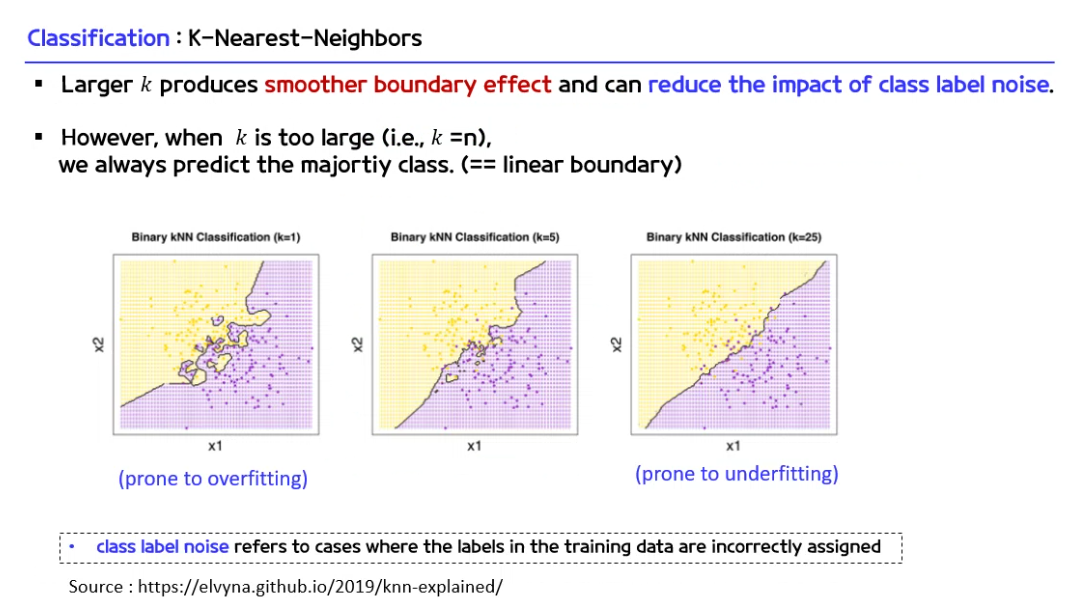 Classification : K-Nearest-Neighbors
▪ Larger k produces smoother boundary effect and can reduce the impact of class label noise.
▪ However, when k is too large (i.e., k =n),
we always predict the majortiy class. (== linear boundary)
Binary kNN Classification (k=1)
x2
x1
(prone to overfitting)
Binary kNN Classification (k=5)
x2
x1
Binary kNN Classification (k=25)
x2
x1
(prone to underfitting)
• class label noise refers to cases where the labels in the training data are incorrectly assigned
Source : https://elvyna.github.io/2019/knn-explained/